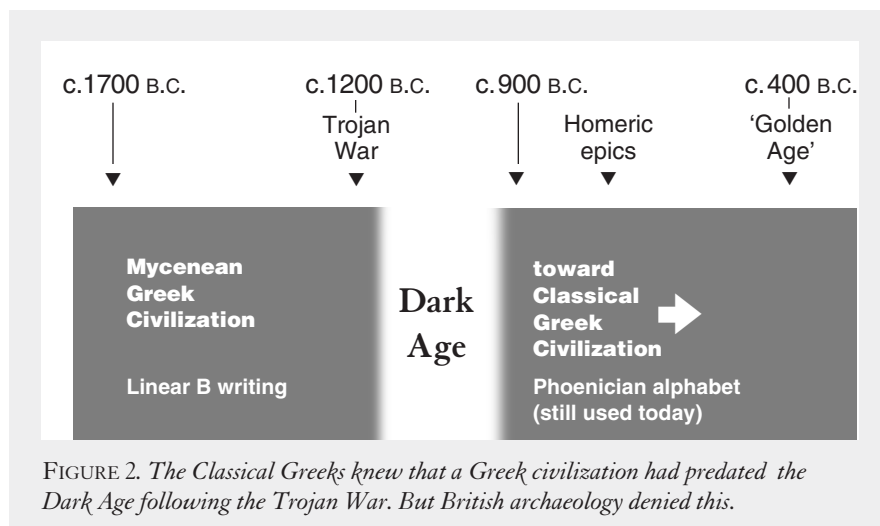 c.1700 B.C.
c.1200 B.C.
c.900 B.C.
c.400 B.C.
Trojan
War
Homeric
epics
'Golden
Age'
Mycenean
Greek
Civilization
Linear B writing
Dark
Age
toward
Classical
Greek
Civilization
Phoenician alphabet
(still used today)
FIGURE 2. The Classical Greeks knew that a Greek civilization had predated the
Dark Age following the Trojan War. But British archaeology denied this.